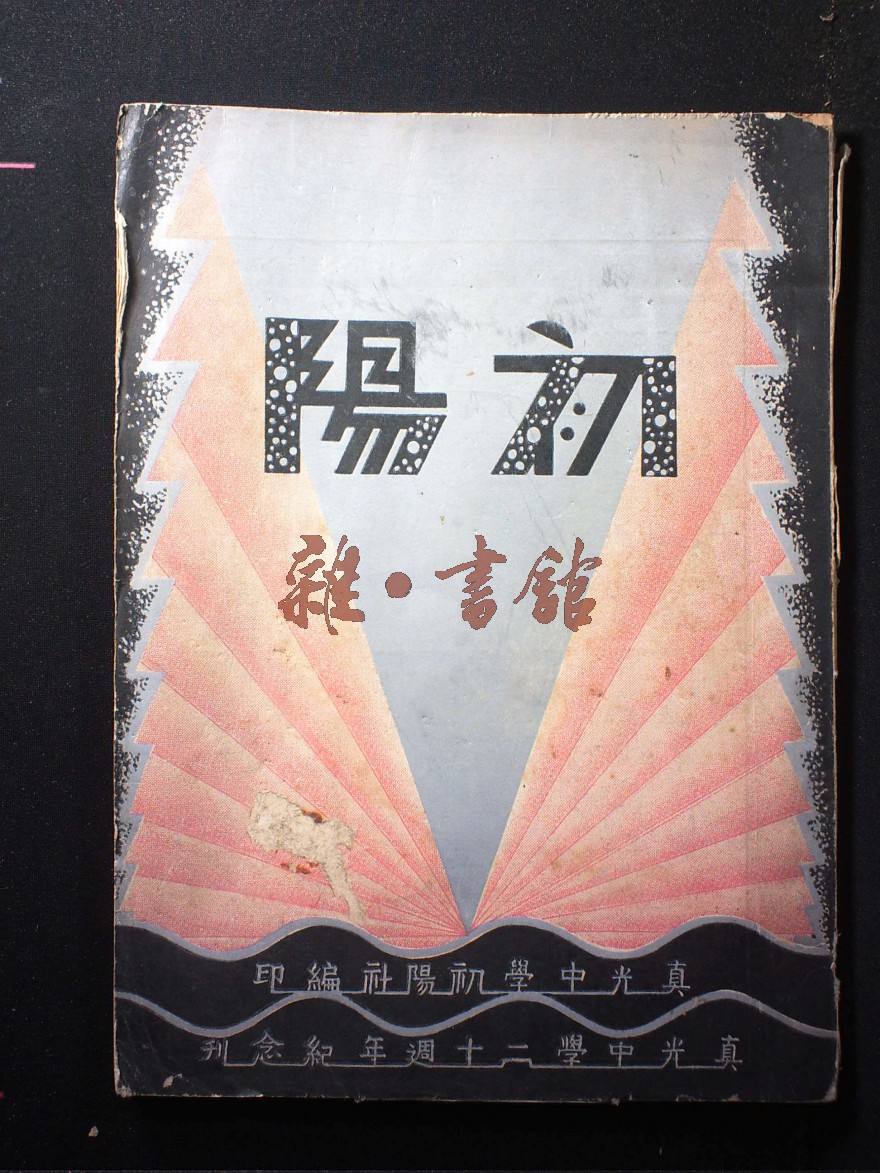 初陽
雜·書館
真光中學初陽社編印
真光中學二十週年紀念刊